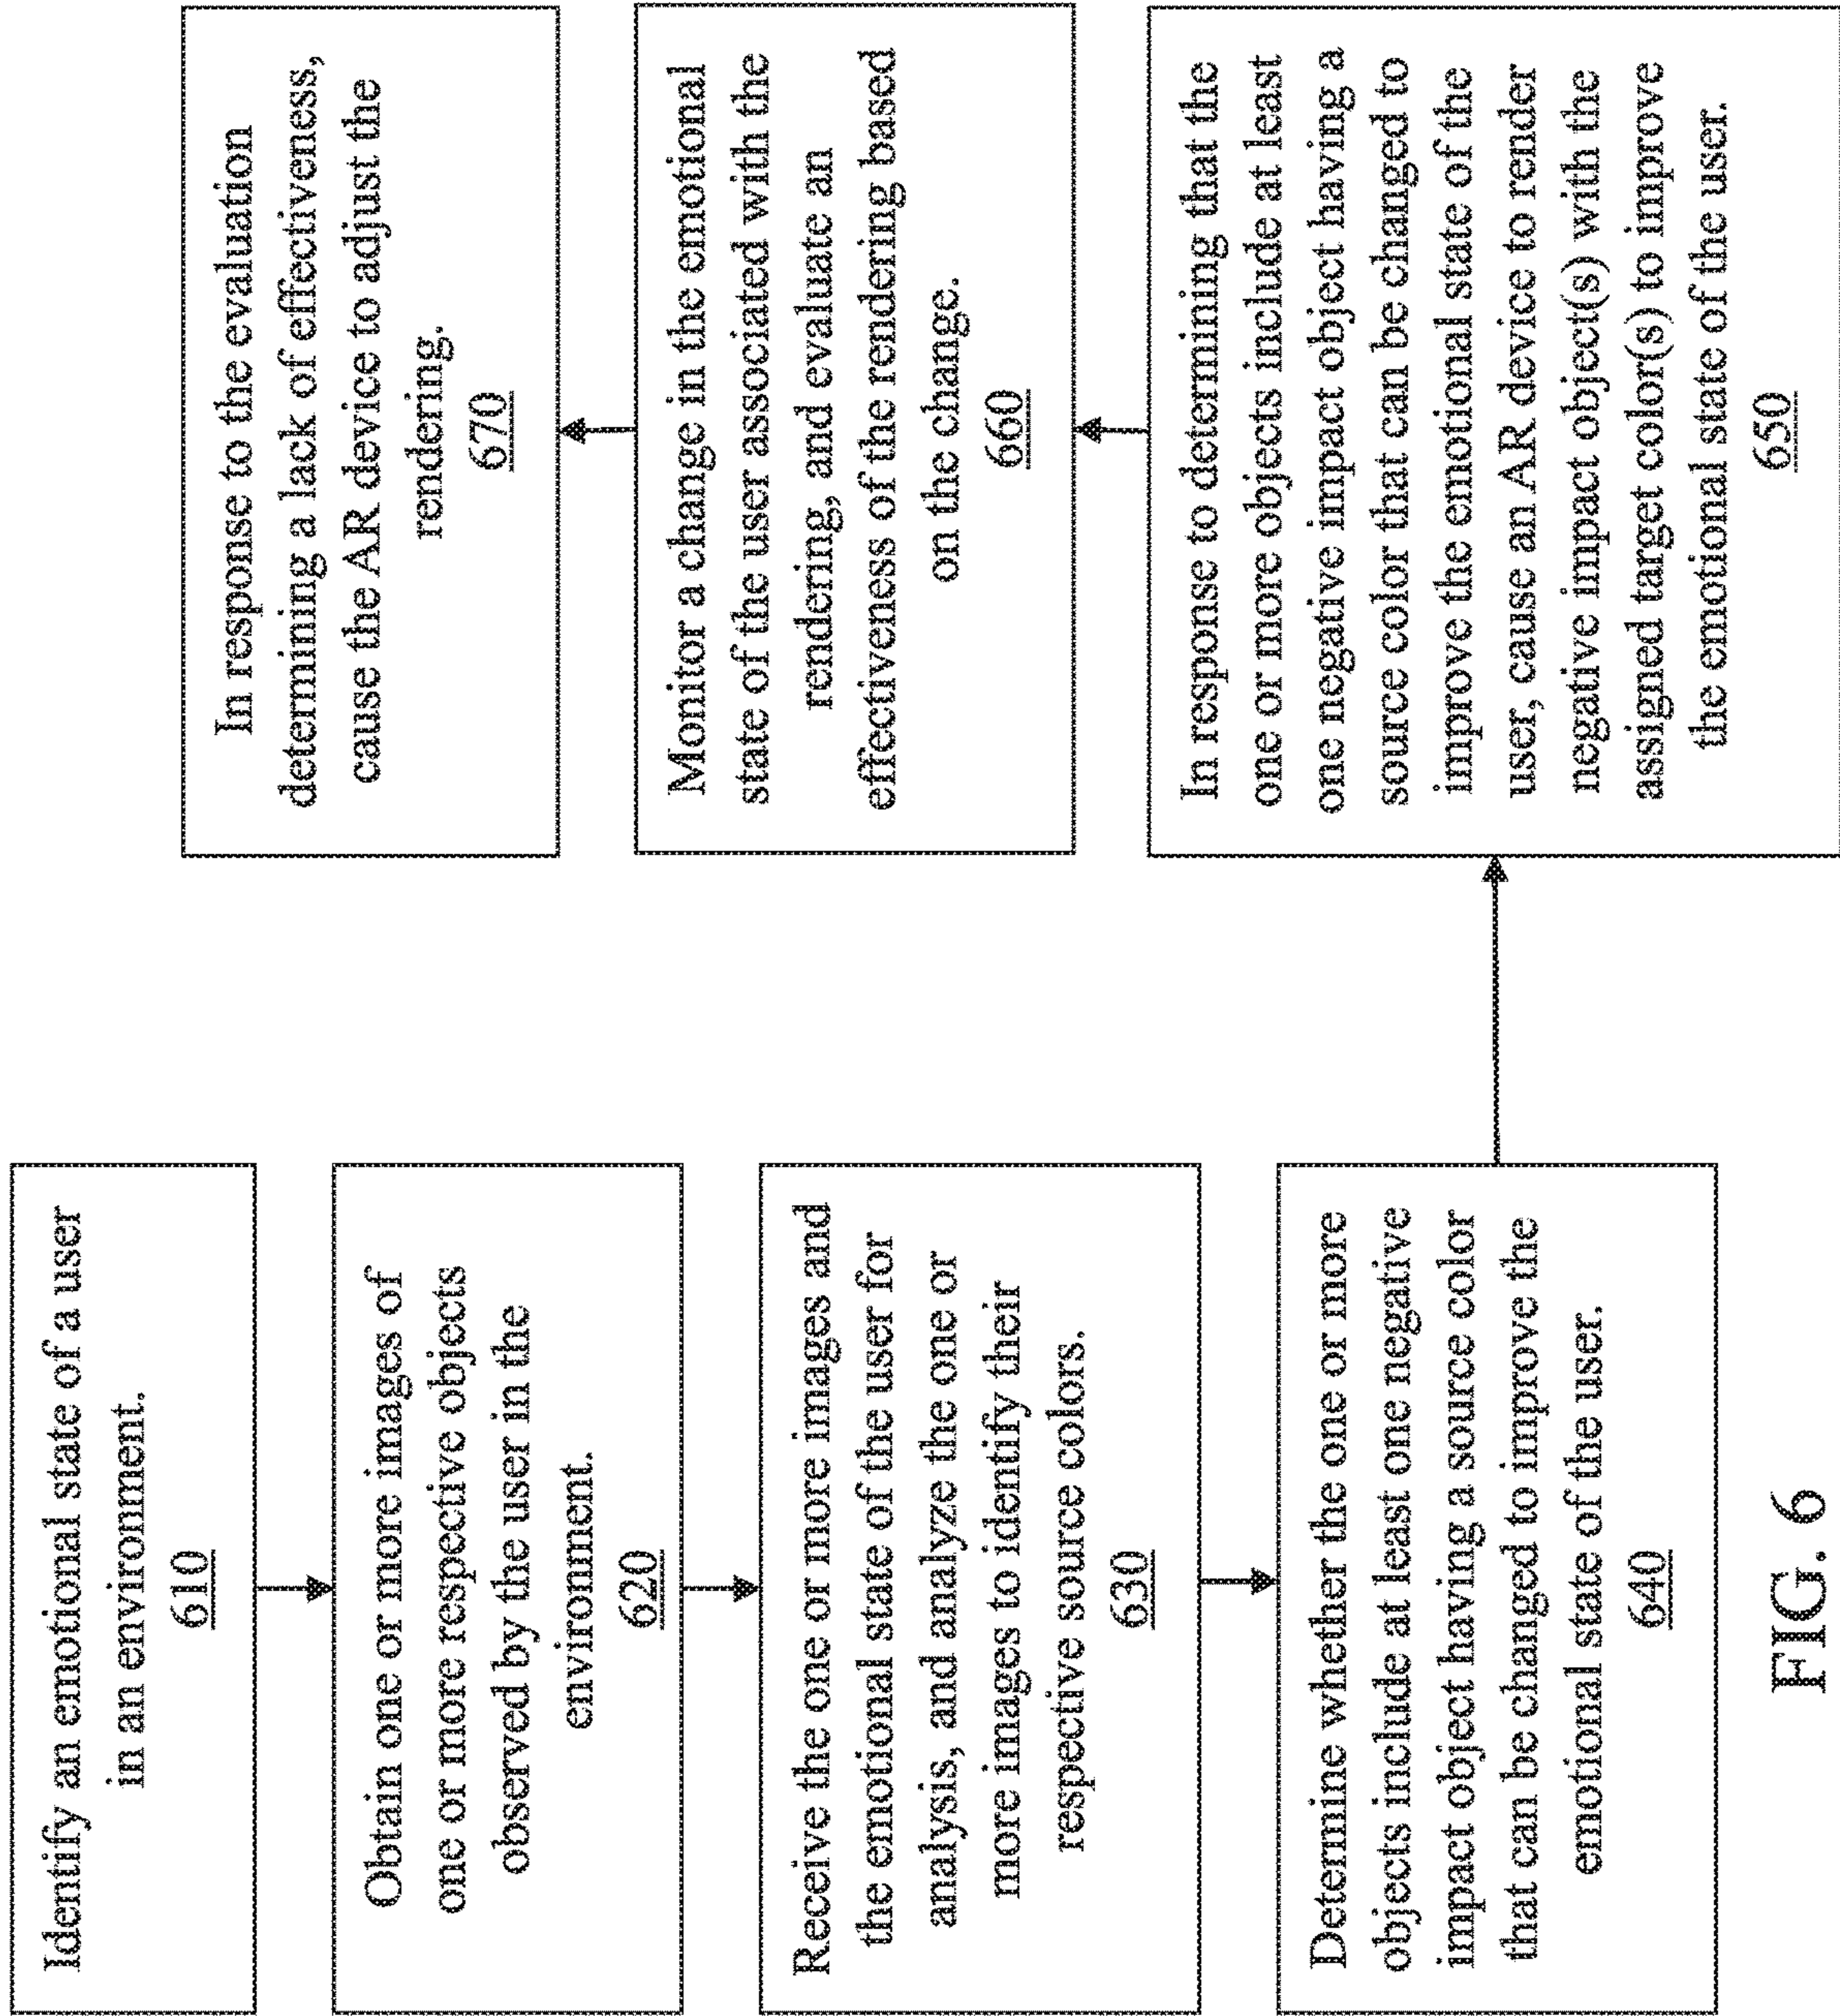 Identify an emotional state of a user
in an environment.
610
Obtain one or more images of
one or more respective objects
observed by the user in the
environment.
620
Receive the one or more images and
the emotional state of the user for
analysis, and analyze the one or
more images to identify their
respective source colors.
630
Determine whether the one or more
objects include at least one negative
impact object having a source color
that can be changed to improve the
emotional state of the user.
640
In response to determining that the
one or more objects include at least
one negative impact object having a
source color that can be changed to
improve the emotional state of the
user, cause an AR device to render
negative impact object(s) with the
assigned target color(s) to improve
the emotional state of the user.
650
Monitor a change in the emotional
state of the user associated with the
rendering, and evaluate an
effectiveness of the rendering based
on the change.
660
In response to the evaluation
determining a lack of effectiveness,
cause the AR device to adjust the
rendering.
670
FIG. 6